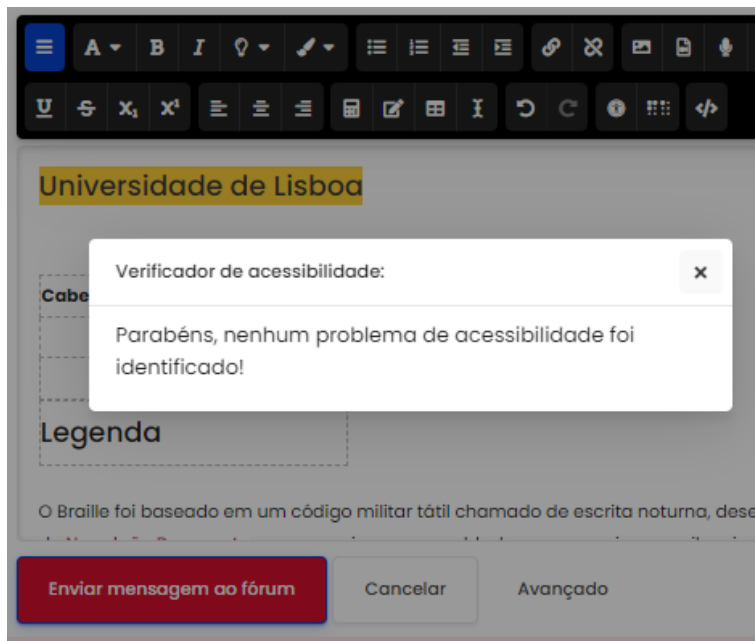 Universidade de Lisboa
Verificador de acessibilidade:
Cabe
Parabéns, nenhum problema de acessibilidade foi
identificado!
Legenda
O Braille foi baseado em um código militar tátil chamado de escrita noturna, dese
Enviar mensagem ao fórum
Cancelar
Avançado